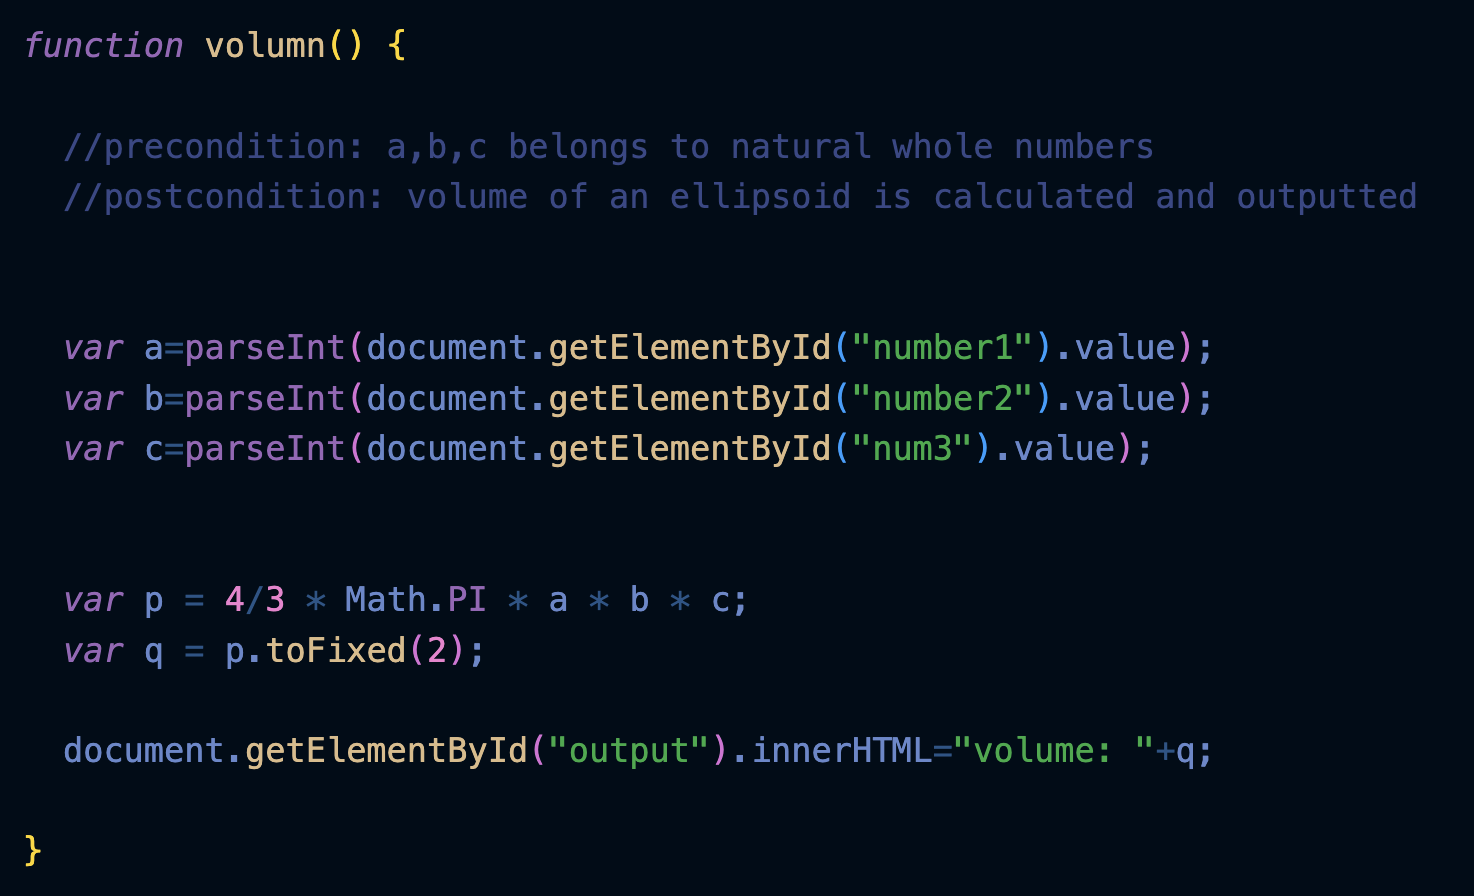 function volumn() {
//precondition: a,b,c belongs to natural whole numbers
//postcondition: volume of an ellipsoid is calculated and outputted
var a=parseInt(document.getElementById("number1").value);
var b=parseInt(document.getElementById("number2").value);
var c=parseInt(document.getElementById("num3").value);
var p = 4/3 * Math.PI * a * b * c;
var q = p.toFixed(2);
document.getElementById("output").innerHTML="volume: "+q;
}